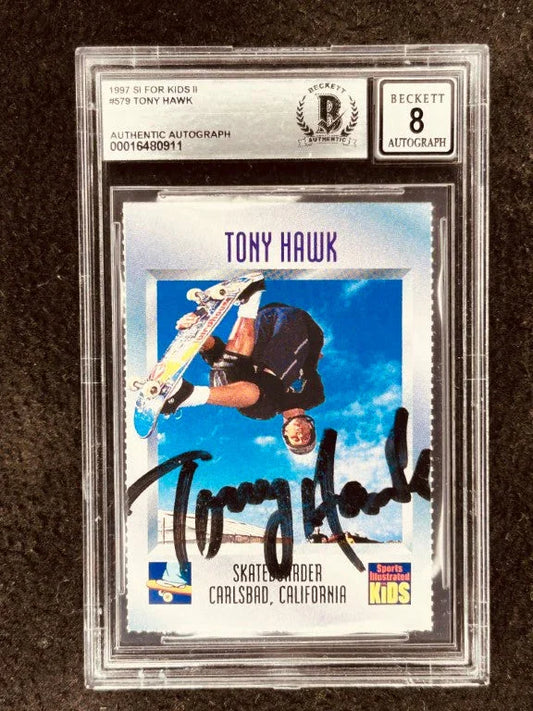 1997 SI FOR KIDS II
#579 TONY HAWK
AUTHENTIC AUTOGRAPH
00016480911
BECKETT
B
AUTHENTIC
BECKETT
8
AUTOGRAPH
TONY HAWK
Tony Hawk
SKATEBOARDER
CARLSBAD, CALIFORNIA
Sports
Illustrated
KiDS